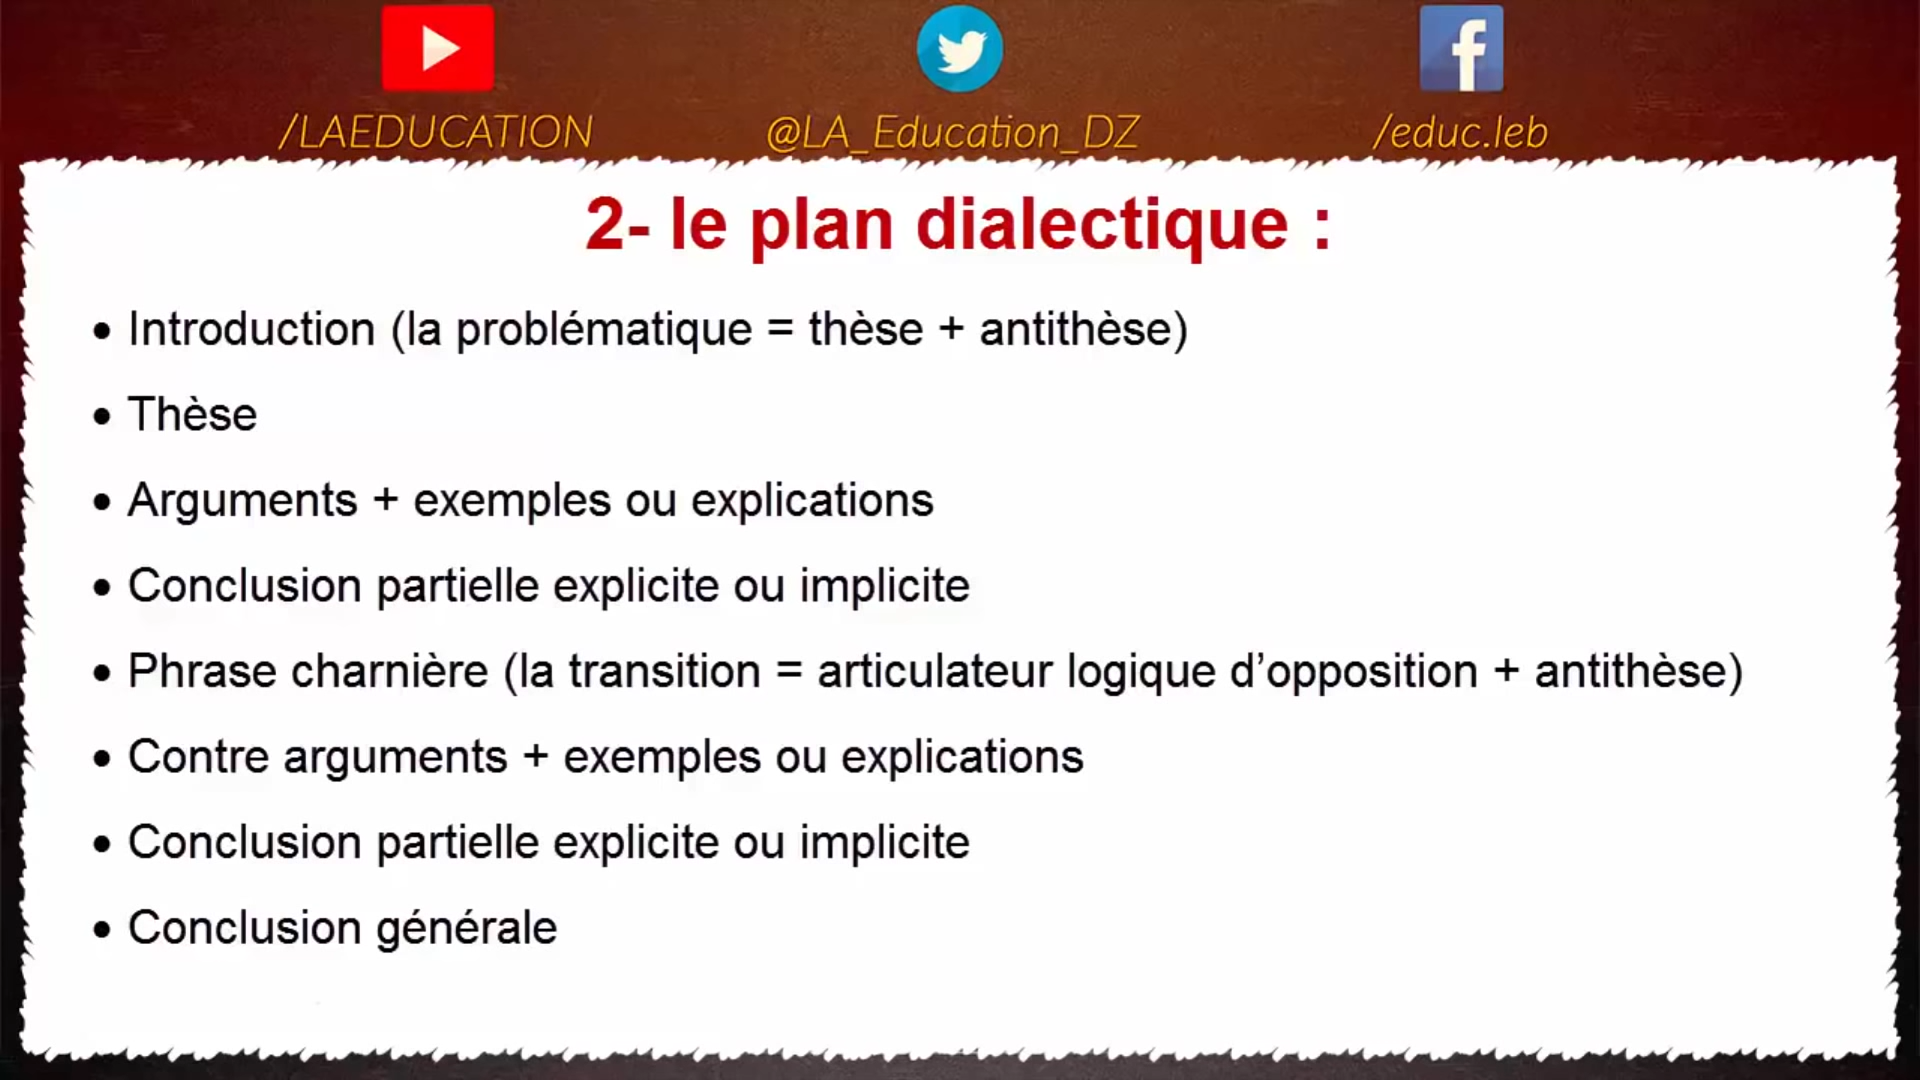 /LAEDUCATION
@LA_Education_DZ
/educ.leb
2- le plan dialectique :
• Introduction (la problématique = thèse + antithèse)
• Thèse
• Arguments + exemples ou explications
• Conclusion partielle explicite ou implicite
• Phrase charnière (la transition = articulateur logique d’opposition + antithèse)
• Contre arguments + exemples ou explications
• Conclusion partielle explicite ou implicite
• Conclusion générale